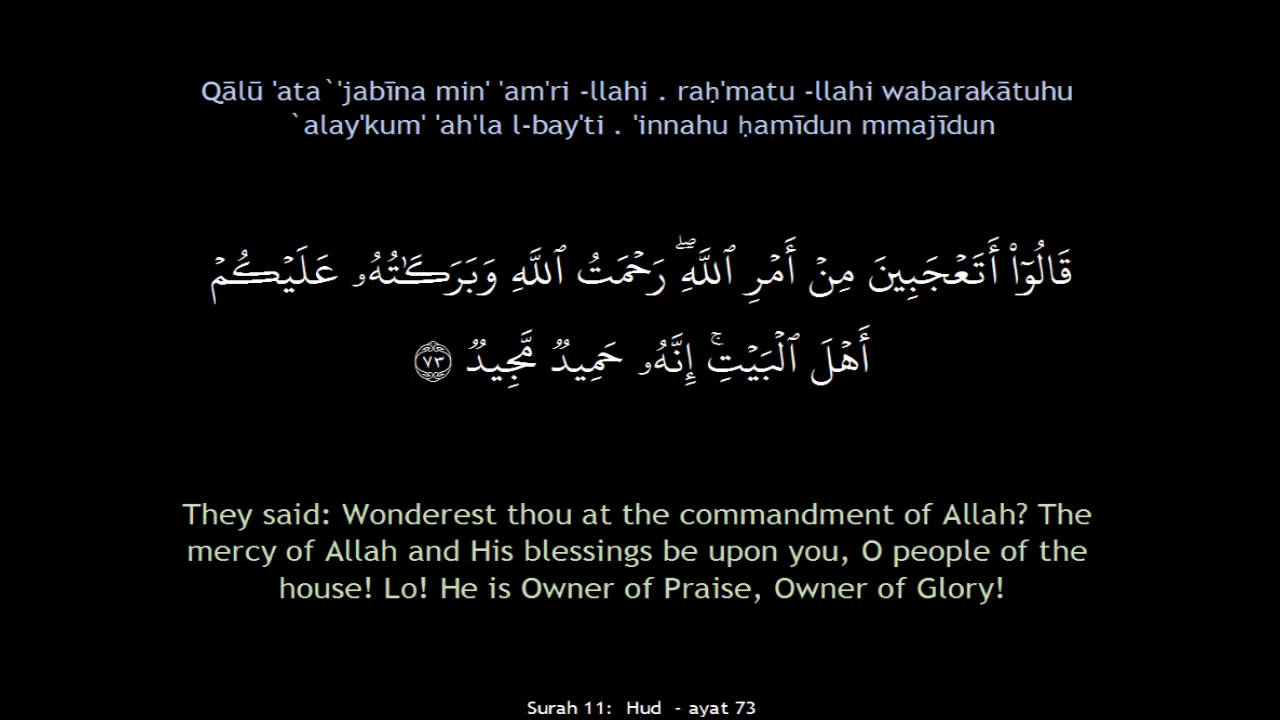 Qālū 'ata`'jabīna min' 'am'ri -llahi . raḥ'matu -llahi wabarakātuhu
`alay'kum' 'ah'la l-bay'ti . 'innahu ḥamīdun mmajīdun
قَالُوٓا۟ أَتَعۡجَبِينَ مِنۡ أَمۡرِ ٱللَّهِۖ رَحۡمَتُ ٱللَّهِ وَبَرَكَـٰتُهُۥ عَلَيۡكُمۡ
أَهۡلَ ٱلۡبَيۡتِۚ إِنَّهُۥ حَمِيدٌ مَّجِيدٌ ٧٣
They said: Wonderest thou at the commandment of Allah? The
mercy of Allah and His blessings be upon you, O people of the
house! Lo! He is Owner of Praise, Owner of Glory!
Surah 11: Hud - ayat 73